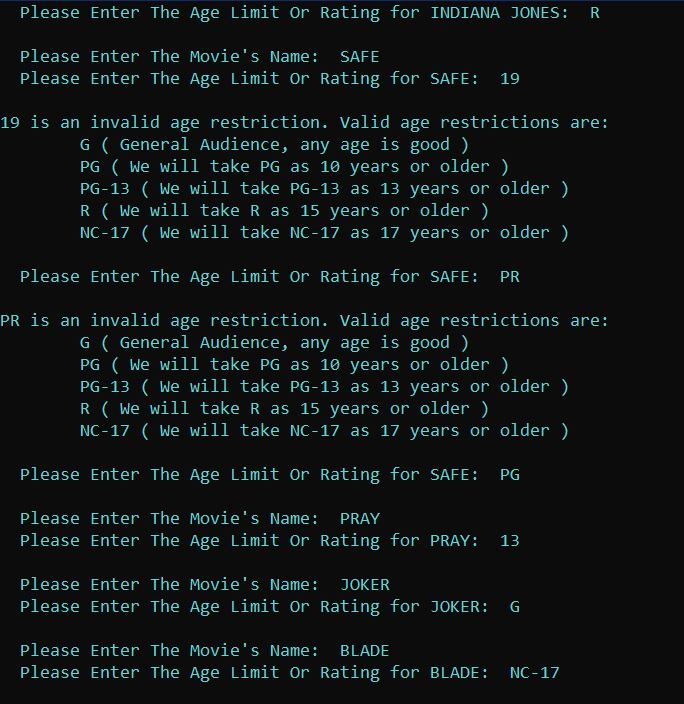 Please Enter The Age Limit Or Rating for INDIANA JONES:  R
Please Enter The Movie's Name:  SAFE
Please Enter The Age Limit Or Rating for SAFE:  19
19 is an invalid age restriction. Valid age restrictions are:
G ( General Audience, any age is good )
PG ( We will take PG as 10 years or older )
PG-13 ( We will take PG-13 as 13 years or older )
R ( We will take R as 15 years or older )
NC-17 ( We will take NC-17 as 17 years or older )
Please Enter The Age Limit Or Rating for SAFE:  PR
PR is an invalid age restriction. Valid age restrictions are:
G ( General Audience, any age is good )
PG ( We will take PG as 10 years or older )
PG-13 ( We will take PG-13 as 13 years or older )
R ( We will take R as 15 years or older )
NC-17 ( We will take NC-17 as 17 years or older )
Please Enter The Age Limit Or Rating for SAFE:  PG
Please Enter The Movie's Name:  PRAY
Please Enter The Age Limit Or Rating for PRAY:  13
Please Enter The Movie's Name:  JOKER
Please Enter The Age Limit Or Rating for JOKER:  G
Please Enter The Movie's Name:  BLADE
Please Enter The Age Limit Or Rating for BLADE:  NC-17